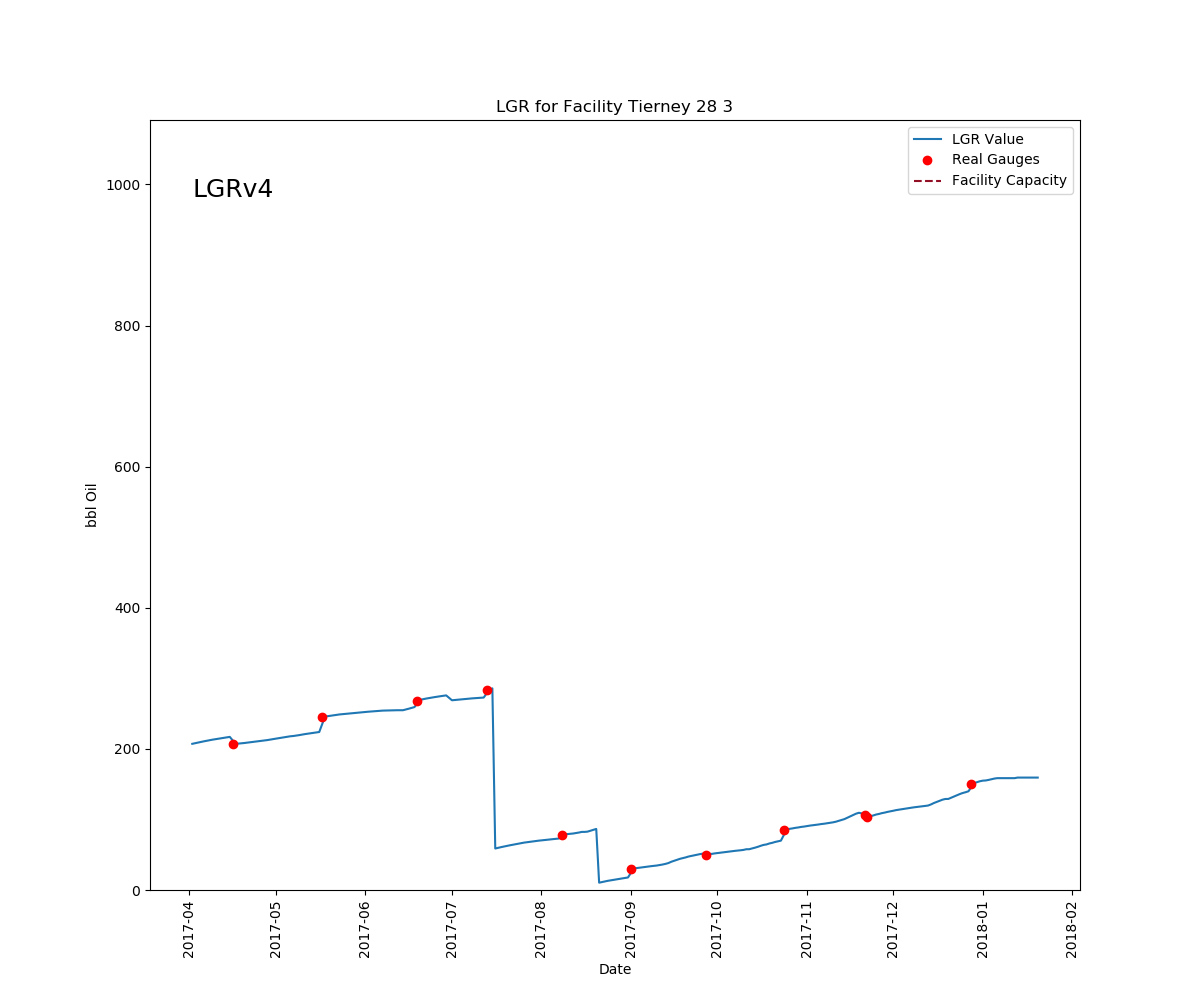 LGR for Facility Tierney 28 3
LGR Value
Real Gauges
Facility Capacity
LGRv4
1000
800
600
400
200
0
bbl Oil
2017-04
2017-05
2017-06
2017-07
2017-08
2017-09
2017-10
2017-11
2017-12
2018-01
2018-02
Date